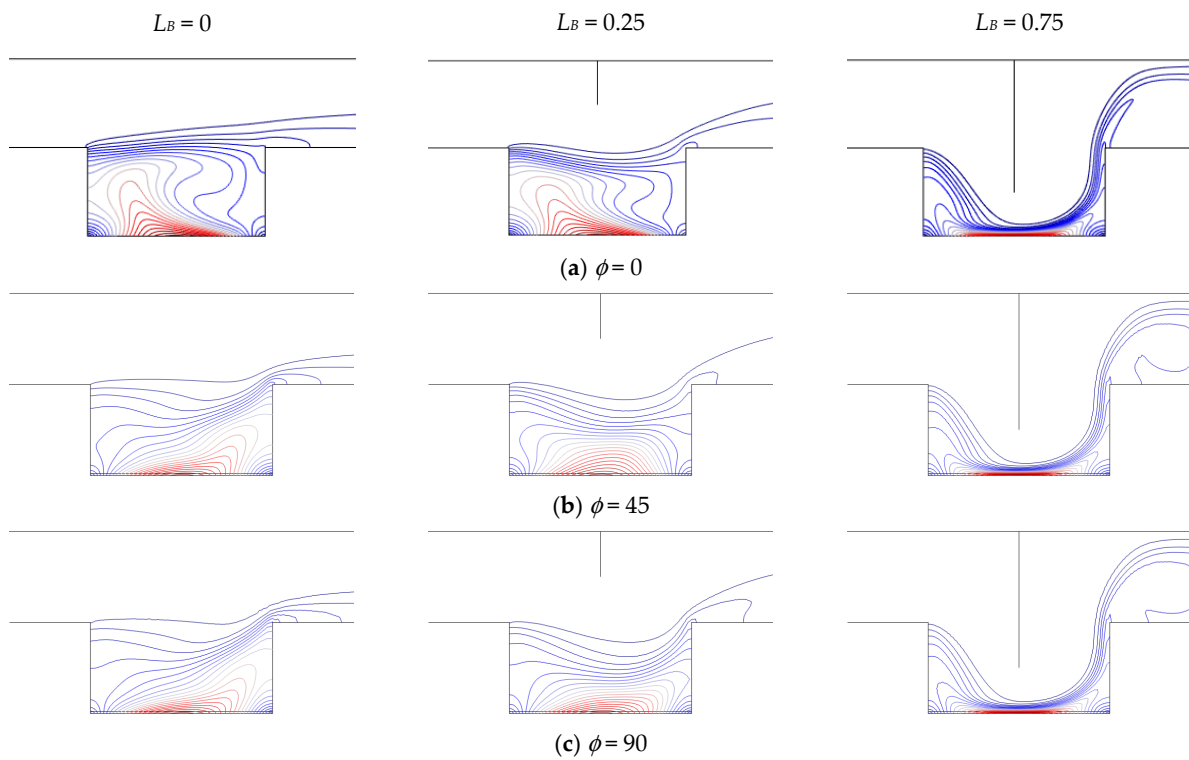 L_B = 0 L_B = 0.25 L_B = 0.75
(a) ϕ = 0
(b) ϕ = 45
(c) ϕ = 90